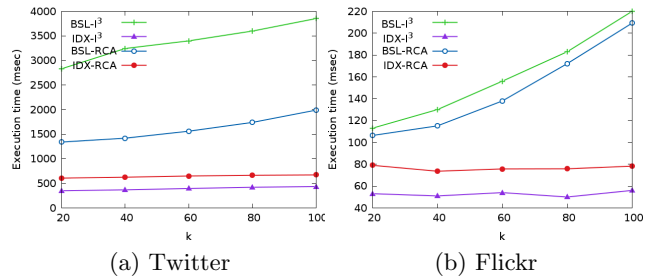 4000
3500
3000
2500
2000
1500
1000
500
0
Execution time (msec)
BSL-I³
IDX-I³
BSL-RCA
IDX-RCA
20 40 60 80 100
k
(a) Twitter
220
200
180
160
140
120
100
80
60
40
Execution time (msec)
BSL-I³
IDX-I³
BSL-RCA
IDX-RCA
20 40 60 80 100
k
(b) Flickr